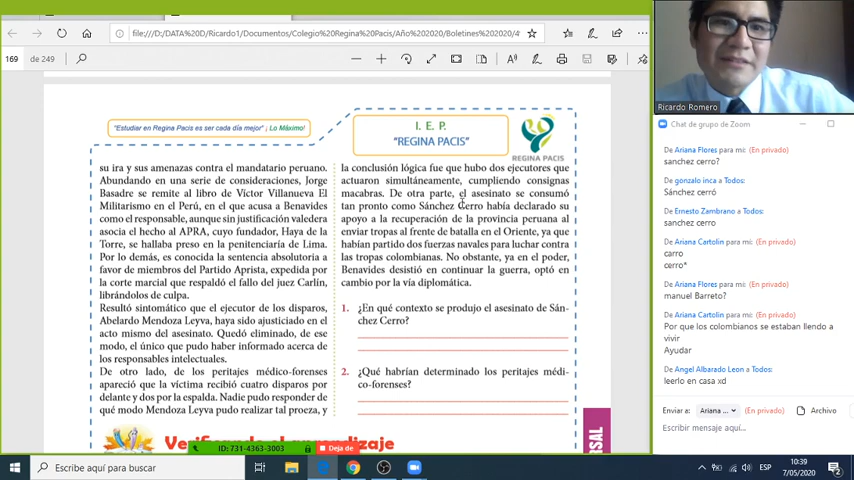 file:///D:/DATA%20D/Ricardo1/Documentos/Colegio%20Regina%20Pacis/Año%202020/Boletines%20
169 de 249
"Estudiar en Regina Pacis es ser cada día mejor" ¡ Lo Máximo!
I. E. P.
"REGINA PACIS"
REGINA PACIS
su ira y sus amenazas contra el mandatario peruano.
Abundando en una serie de consideraciones, Jorge
Basadre se remite al libro de Víctor Villanueva El
Militarismo en el Perú, en el que acusa a Benavides
como el responsable, aunque sin justificación valedera
asocia el hecho al APRA, cuyo fundador, Haya de la
Torre, se hallaba preso en la penitenciaría de Lima.
Por lo demás, es conocida la sentencia absolutoria a
favor de miembros del Partido Aprista, expedida por
la corte marcial que respaldó el fallo del juez Carlín,
librándolos de culpa.
Resultó sintomático que el ejecutor de los disparos,
Abelardo Mendoza Leyva, haya sido ajusticiado en el
acto mismo del asesinato. Quedó eliminado, de ese
modo, el único que pudo haber informado acerca de
los responsables intelectuales.
De otro lado, de los peritajes médico-forenses
apareció que la víctima recibió cuatro disparos por
delante y dos por la espalda. Nadie pudo responder de
qué modo Mendoza Leyva pudo realizar tal proeza, y
la conclusión lógica fue que hubo dos ejecutores que
actuaron simultáneamente, cumpliendo consignas
macabras. De otra parte, el asesinato se consumó
tan pronto como Sánchez Cerro había declarado su
apoyo a la recuperación de la provincia peruana al
enviar tropas al frente de batalla en el Oriente, ya que
habían partido dos fuerzas navales para luchar contra
las tropas colombianas. No obstante, ya en el poder,
Benavides desistió en continuar la guerra, optó en
cambio por la vía diplomática.
1. ¿En qué contexto se produjo el asesinato de Sán-
chez Cerro?
2. ¿Qué habrían determinado los peritajes médi-
co-forenses?
Verificando el aprendizaje
ERSAL
ID: 731-4363-3003
Deja de
Ricardo Romero
Chat de grupo de Zoom
De Ariana Flores para mi: (En privado)
sanchez cerro?
De gonzalo inca a Todos:
Sánchez cerró
De Ernesto Zambrano a Todos:
sanchez cerro
De Ariana Cartolin para mi: (En privado)
carro
cerro*
De Ariana Flores para mi: (En privado)
manuel Barreto?
De Ariana Cartolin para mi: (En privado)
Por que los colombianos se estaban llendo a
vivir
Ayudar
De Angel Albarado Leon a Todos:
leerlo en casa xd
Enviar a: Ariana ... (En privado) Archivo
Escribir mensaje...
Escribe aquí para buscar
ESP
10:39
7/05/2020
2